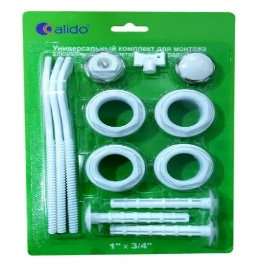 alido
Универсальный комплект для монтажа
1" x 3/4"